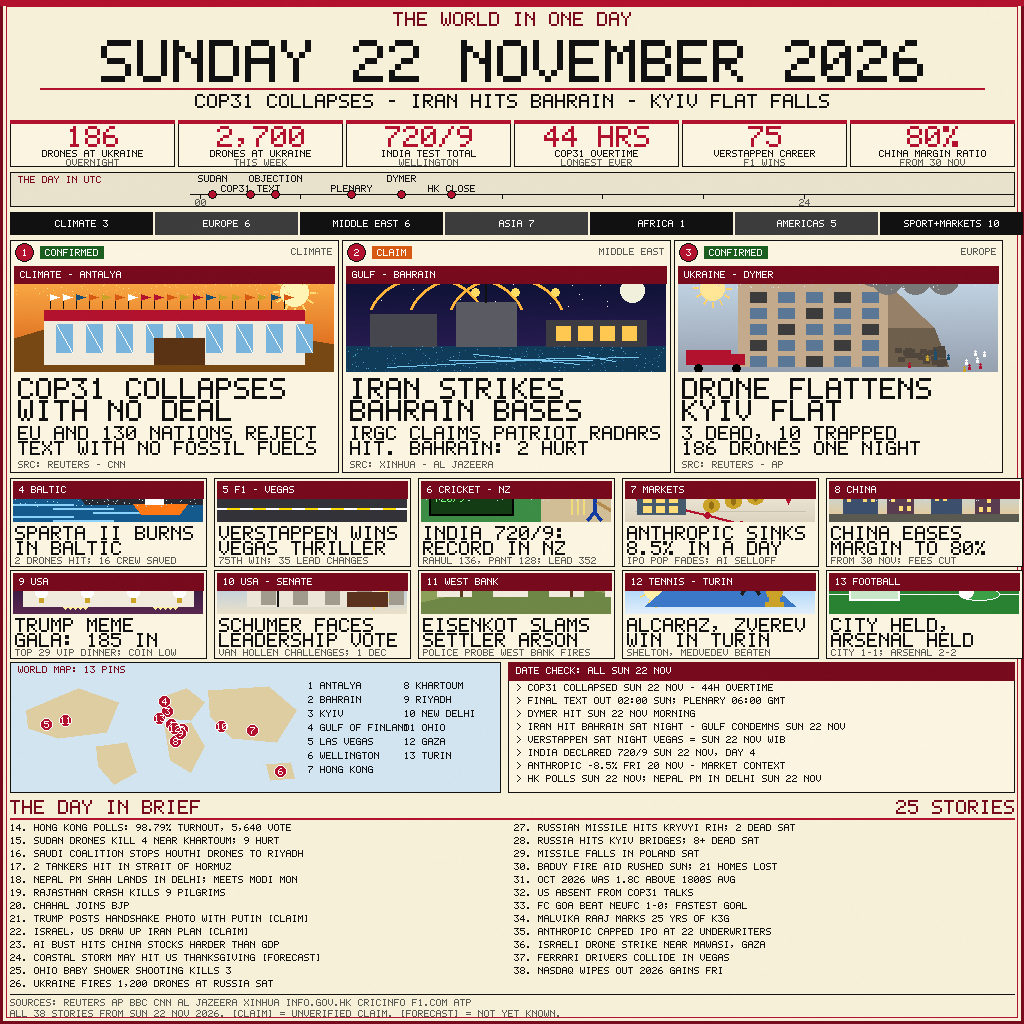 THE WORLD IN ONE DAY
SUNDAY 22 NOVEMBER 2026
COP31 COLLAPSES - IRAN HITS BAHRAIN - KYIV FLAT FALLS
186
DRONES AT UKRAINE
OVERNIGHT
2,700
DRONES AT UKRAINE
THIS WEEK
720/9
INDIA TEST TOTAL
WELLINGTON
44 HRS
COP31 OVERTIME
LONGEST EVER
75
VERSTAPPEN CAREER
F1 WINS
80%
CHINA MARGIN RATIO
FROM 30 NOV
THE DAY IN UTC
SUDAN OBJECTION DYMER
COP31 TEXT PLENARY HK CLOSE
00 24
CLIMATE 3 EUROPE 6 MIDDLE EAST 6 ASIA 7 AFRICA 1 AMERICAS 5 SPORT+MARKETS 10
1 CONFIRMED CLIMATE
CLIMATE - ANTALYA
COP31 COLLAPSES
WITH NO DEAL
EU AND 130 NATIONS REJECT
TEXT WITH NO FOSSIL FUELS
SRC: REUTERS - CNN
2 CLAIM MIDDLE EAST
GULF - BAHRAIN
IRAN STRIKES
BAHRAIN BASES
IRGC CLAIMS PATRIOT RADARS
HIT. BAHRAIN: 2 HURT
SRC: XINHUA - AL JAZEERA
3 CONFIRMED EUROPE
UKRAINE - DYMER
DRONE FLATTENS
KYIV FLAT
3 DEAD, 10 TRAPPED
186 DRONES ONE NIGHT
SRC: REUTERS - AP
4 BALTIC
SPARTA II BURNS
IN BALTIC
2 DRONES HIT; 16 CREW SAVED
5 F1 - VEGAS
VERSTAPPEN WINS
VEGAS THRILLER
75TH WIN; 35 LEAD CHANGES
6 CRICKET - NZ
INDIA 720/9:
RECORD IN NZ
RAHUL 136, PANT 128; LEAD 352
7 MARKETS
ANTHROPIC SINKS
8.5% IN A DAY
IPO POP FADES; AI SELLOFF
8 CHINA
CHINA EASES
MARGIN TO 80%
FROM 30 NOV; FEES CUT
9 USA
TRUMP MEME
GALA: 185 IN
TOP 29 VIP DINNER; COIN LOW
10 USA - SENATE
SCHUMER FACES
LEADERSHIP VOTE
VAN HOLLEN CHALLENGES; 1 DEC
11 WEST BANK
EISENKOT SLAMS
SETTLER ARSON
POLICE PROBE WEST BANK FIRES
12 TENNIS - TURIN
ALCARAZ, ZVEREV
WIN IN TURIN
SHELTON, MEDVEDEV BEATEN
13 FOOTBALL
CITY HELD,
ARSENAL HELD
CITY 1-1; ARSENAL 2-2
WORLD MAP: 13 PINS
1 ANTALYA
2 BAHRAIN
3 KYIV
4 GULF OF FINLAND
5 LAS VEGAS
6 WELLINGTON
7 HONG KONG
8 KHARTOUM
9 RIYADH
10 NEW DELHI
11 OHIO
12 GAZA
13 TURIN
DATE CHECK: ALL SUN 22 NOV
> COP31 COLLAPSED SUN 22 NOV - 44H OVERTIME
> FINAL TEXT OUT 02:00 SUN; PLENARY 06:00 GMT
> DYMER HIT SUN 22 NOV MORNING
> IRAN HIT BAHRAIN SAT NIGHT - GULF CONDEMNS SUN 22 NOV
> VERSTAPPEN SAT NIGHT VEGAS = SUN 22 NOV WIB
> INDIA DECLARED 720/9 SUN 22 NOV, DAY 4
> ANTHROPIC -8.5% FRI 20 NOV - MARKET CONTEXT
> HK POLLS SUN 22 NOV; NEPAL PM IN DELHI SUN 22 NOV
THE DAY IN BRIEF 25 STORIES
14. HONG KONG POLLS: 98.79% TURNOUT, 5,640 VOTE
15. SUDAN DRONES KILL 4 NEAR KHARTOUM; 9 HURT
16. SAUDI COALITION STOPS HOUTHI DRONES TO RIYADH
17. 2 TANKERS HIT IN STRAIT OF HORMUZ
18. NEPAL PM SHAH LANDS IN DELHI; MEETS MODI MON
19. RAJASTHAN CRASH KILLS 9 PILGRIMS
20. CHAHAL JOINS BJP
21. TRUMP POSTS HANDSHAKE PHOTO WITH PUTIN [CLAIM]
22. ISRAEL, US DRAW UP IRAN PLAN [CLAIM]
23. AI BUST HITS CHINA STOCKS HARDER THAN GDP
24. COASTAL STORM MAY HIT US THANKSGIVING [FORECAST]
25. OHIO BABY SHOWER SHOOTING KILLS 3
26. UKRAINE FIRES 1,200 DRONES AT RUSSIA SAT
27. RUSSIAN MISSILE HITS KRYVYI RIH; 2 DEAD SAT
28. RUSSIA HITS KYIV BRIDGES; 8+ DEAD SAT
29. MISSILE FALLS IN POLAND SAT
30. BADUY FIRE AID RUSHED SUN; 21 HOMES LOST
31. OCT 2026 WAS 1.8C ABOVE 1800S AVG
32. US ABSENT FROM COP31 TALKS
33. FC GOA BEAT NEUFC 1-0; FASTEST GOAL
34. MALVIKA RAAJ MARKS 25 YRS OF K3G
35. ANTHROPIC CAPPED IPO AT 22 UNDERWRITERS
36. ISRAELI DRONE STRIKE NEAR MAWASI, GAZA
37. FERRARI DRIVERS COLLIDE IN VEGAS
38. NASDAQ WIPES OUT 2026 GAINS FRI
SOURCES: REUTERS AP BBC CNN AL JAZEERA XINHUA INFO.GOV.HK CRICINFO F1.COM ATP
ALL 38 STORIES FROM SUN 22 NOV 2026. [CLAIM] = UNVERIFIED CLAIM. [FORECAST] = NOT YET KNOWN.